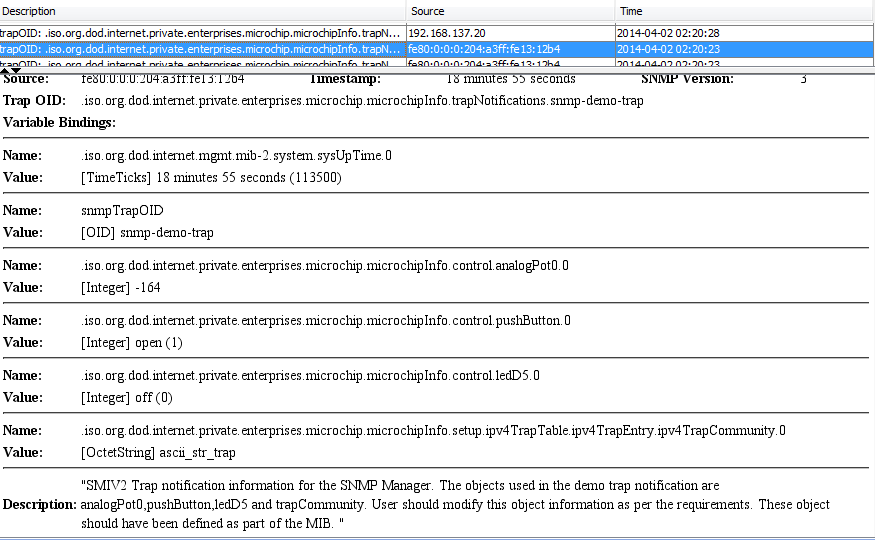 Description Source Time
trapOID: .iso.org.dod.internet.private.enterprises.microchip.microchipInfo.trapN... 192.168.137.20 2014-04-02 02:20:28
trapOID: .iso.org.dod.internet.private.enterprises.microchip.microchipInfo.trapN... fe80:0:0:0:204:a3ff:fe13:12b4 2014-04-02 02:20:23
trapOID: .iso.org.dod.internet.private.enterprises.microchip.microchipInfo.trapN... fe80:0:0:0:204:a3ff:fe13:12b4 2014-04-02 02:20:23
Source: fe80:0:0:0:204:a3ff:fe13:12b4 Timestamp: 18 minutes 55 seconds SNMP Version: 3
Trap OID: .iso.org.dod.internet.private.enterprises.microchip.microchipInfo.trapNotifications.snmp-demo-trap
Variable Bindings:
Name: .iso.org.dod.internet.mgmt.mib-2.system.sysUpTime.0
Value: [TimeTicks] 18 minutes 55 seconds (113500)
Name: snmpTrapOID
Value: [OID] snmp-demo-trap
Name: .iso.org.dod.internet.private.enterprises.microchip.microchipInfo.control.analogPot0.0
Value: [Integer] -164
Name: .iso.org.dod.internet.private.enterprises.microchip.microchipInfo.control.pushButton.0
Value: [Integer] open (1)
Name: .iso.org.dod.internet.private.enterprises.microchip.microchipInfo.control.ledD5.0
Value: [Integer] off (0)
Name: .iso.org.dod.internet.private.enterprises.microchip.microchipInfo.setup.ipv4TrapTable.ipv4TrapEntry.ipv4TrapCommunity.0
Value: [OctetString] ascii_str_trap
"SMIV2 Trap notification information for the SNMP Manager. The objects used in the demo trap notification are
Description: analogPot0,pushButton,ledD5 and trapCommunity. User should modify this object information as per the requirements. These object
should have been defined as part of the MIB. "